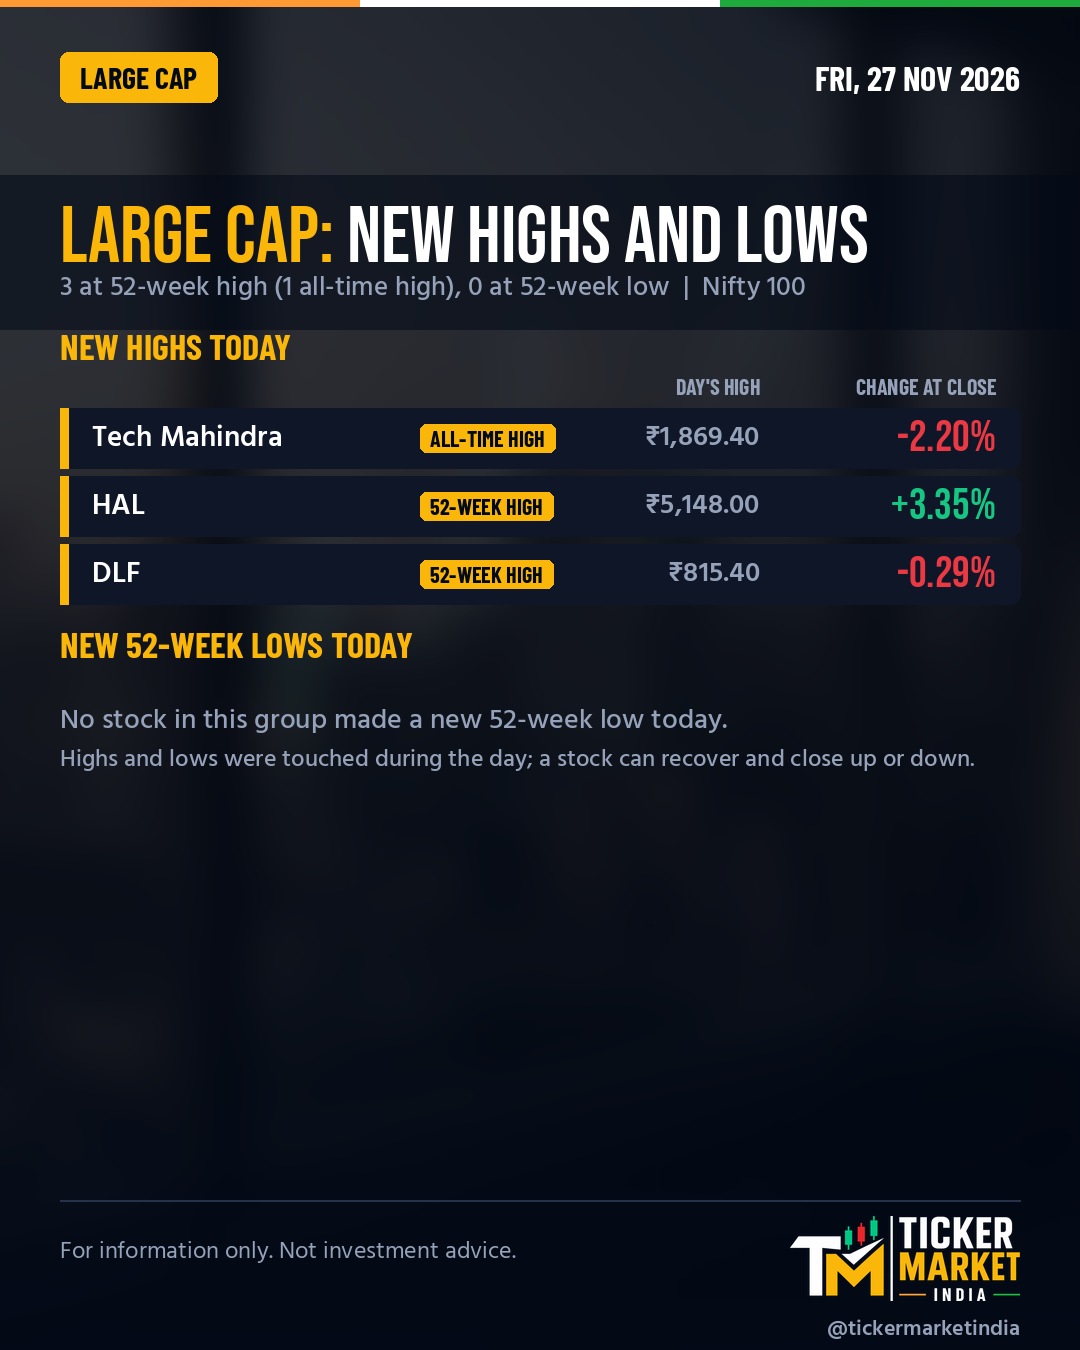 LARGE CAP
FRI, 27 NOV 2026
LARGE CAP: NEW HIGHS AND LOWS
3 at 52-week high (1 all-time high), 0 at 52-week low | Nifty 100
NEW HIGHS TODAY
DAY'S HIGH CHANGE AT CLOSE
Tech Mahindra ALL-TIME HIGH ₹1,869.40 -2.20%
HAL 52-WEEK HIGH ₹5,148.00 +3.35%
DLF 52-WEEK HIGH ₹815.40 -0.29%
NEW 52-WEEK LOWS TODAY
No stock in this group made a new 52-week low today.
Highs and lows were touched during the day; a stock can recover and close up or down.
For information only. Not investment advice.
TM
TICKER
MARKET
INDIA
@tickermarketindia